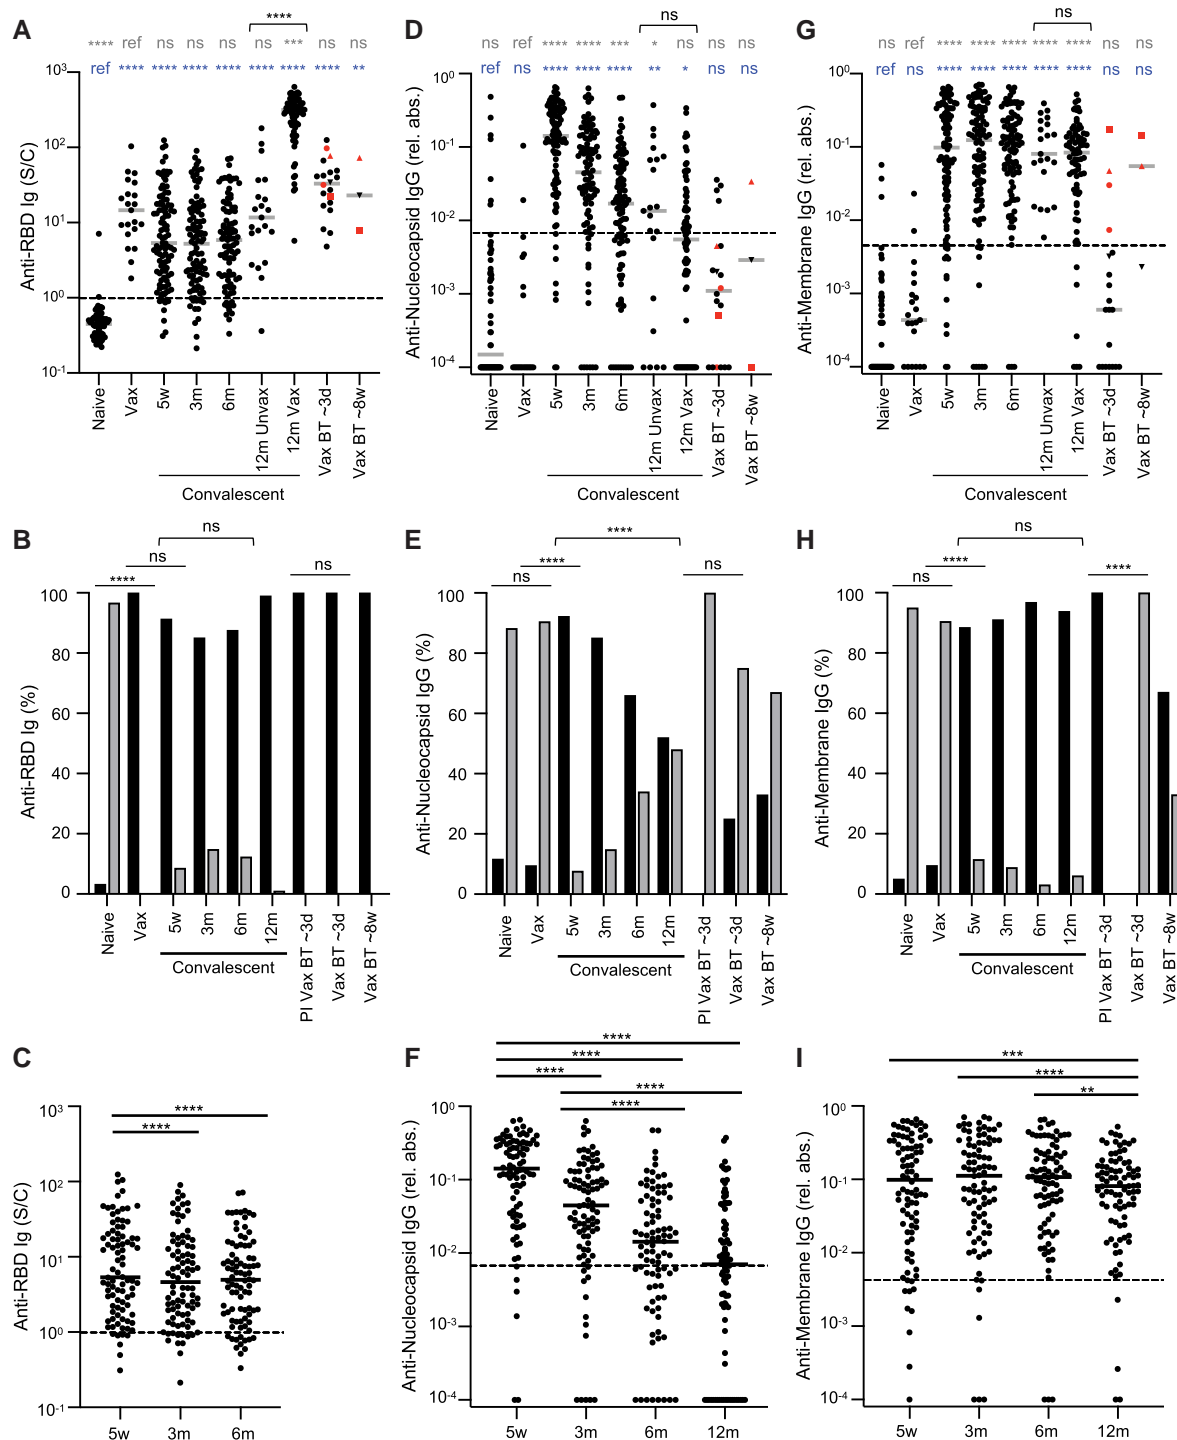 A
****
**** ref ns ns ns ns *** ns ns
ref **** **** **** **** **** **** **** **
Anti-RBD Ig (S/C)
10³
10²
10¹
10⁰
10⁻¹
Naive
Vax
5w
3m
6m
12m Unvax
12m Vax
Vax BT ~3d
Vax BT ~8w
Convalescent
D
ns
ns ref **** **** *** * ns ns ns
ref ns **** **** **** ** * ns ns
Anti-Nucleocapsid IgG (rel. abs.)
10⁰
10⁻¹
10⁻²
10⁻³
10⁻⁴
Naive
Vax
5w
3m
6m
12m Unvax
12m Vax
Vax BT ~3d
Vax BT ~8w
Convalescent
G
ns
ns ref **** **** **** **** **** ns ns
ref ns **** **** **** **** **** ns ns
Anti-Membrane IgG (rel. abs.)
10⁰
10⁻¹
10⁻²
10⁻³
10⁻⁴
Naive
Vax
5w
3m
6m
12m Unvax
12m Vax
Vax BT ~3d
Vax BT ~8w
Convalescent
B
ns
ns ns
****
Anti-RBD Ig (%)
100
80
60
40
20
0
Naive
Vax
5w
3m
6m
12m
PI Vax BT ~3d
Vax BT ~3d
Vax BT ~8w
Convalescent
E
****
**** ns
ns
Anti-Nucleocapsid IgG (%)
100
80
60
40
20
0
Naive
Vax
5w
3m
6m
12m
PI Vax BT ~3d
Vax BT ~3d
Vax BT ~8w
Convalescent
H
ns
**** ****
ns
Anti-Membrane IgG (%)
100
80
60
40
20
0
Naive
Vax
5w
3m
6m
12m
PI Vax BT ~3d
Vax BT ~3d
Vax BT ~8w
Convalescent
C
****
****
Anti-RBD Ig (S/C)
10³
10²
10¹
10⁰
10⁻¹
5w 3m 6m
F
****
****
****
****
****
Anti-Nucleocapsid IgG (rel. abs.)
10⁰
10⁻¹
10⁻²
10⁻³
10⁻⁴
5w 3m 6m 12m
I
***
****
**
Anti-Membrane IgG (rel. abs.)
10⁰
10⁻¹
10⁻²
10⁻³
10⁻⁴
5w 3m 6m 12m